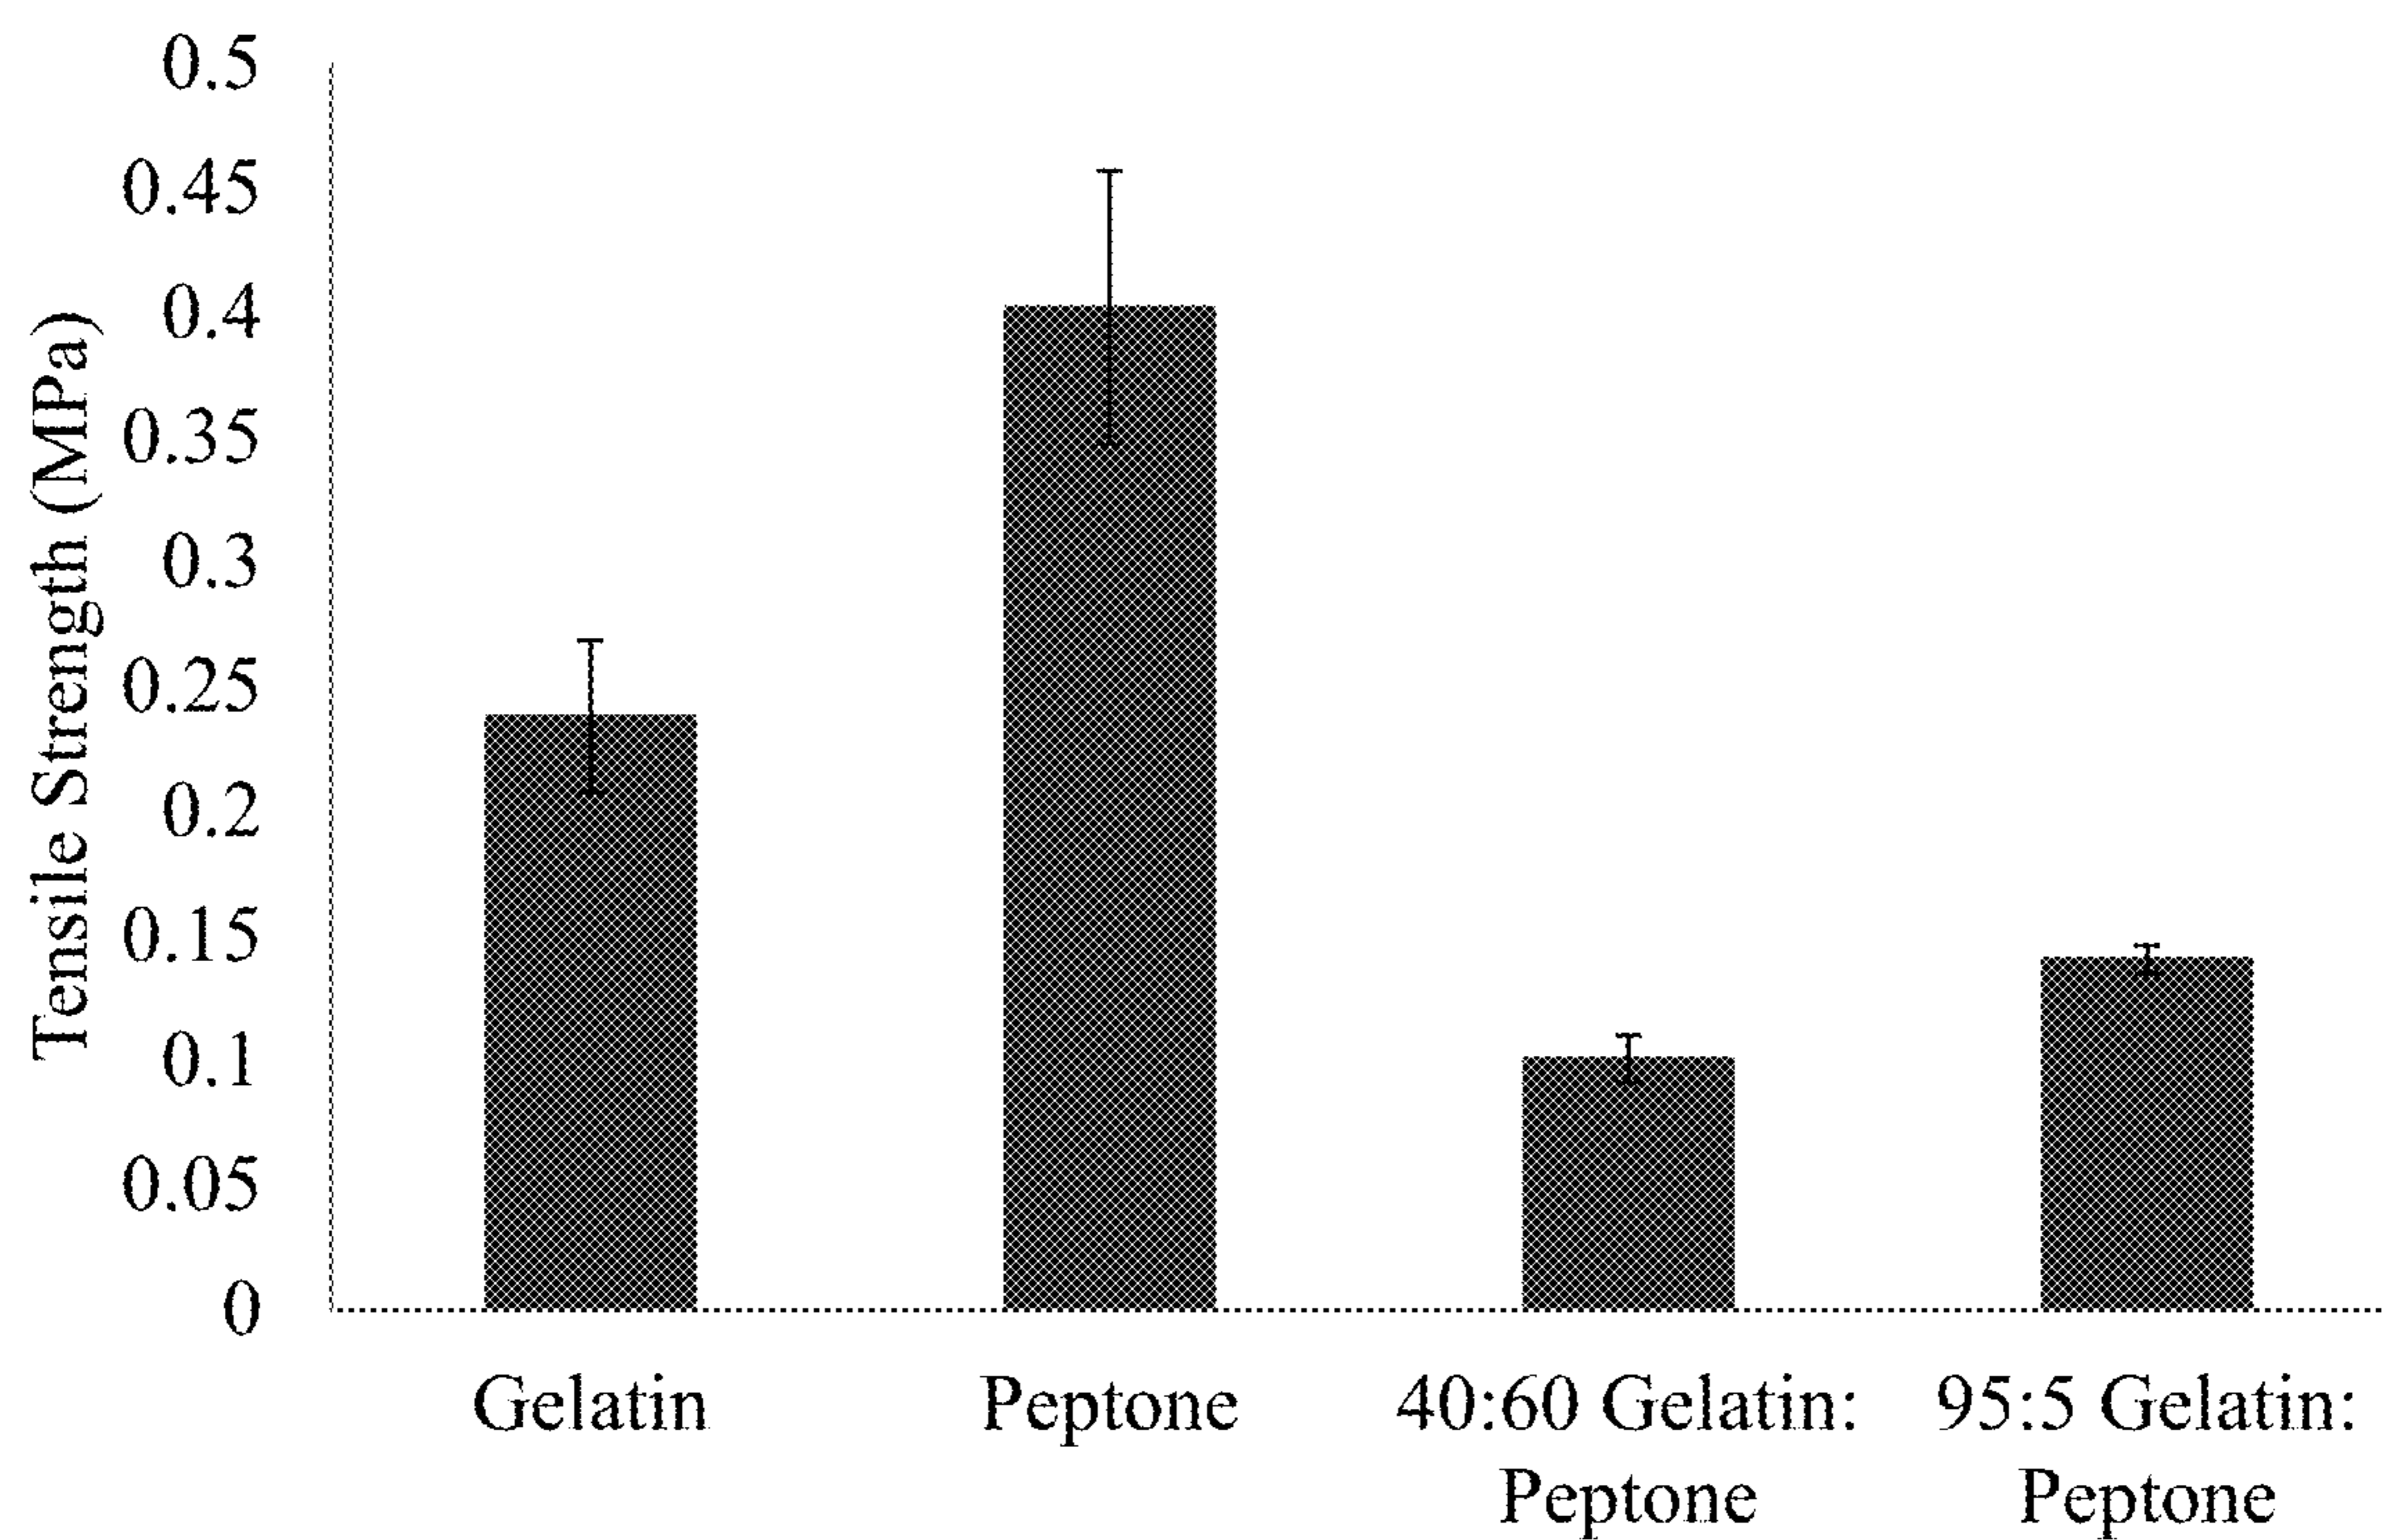 Tensile Strength (MPa)
0.5
0.45
0.4
0.35
0.3
0.25
0.2
0.15
0.1
0.05
0
Gelatin
Peptone
40:60 Gelatin:
Peptone
95:5 Gelatin:
Peptone